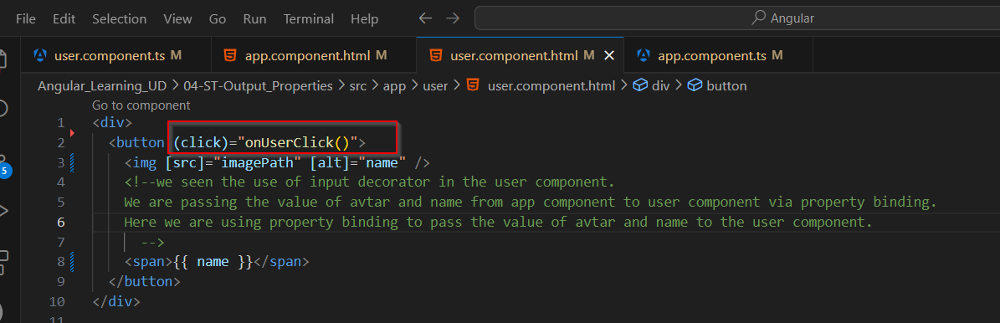 File Edit Selection View Go Run Terminal Help Angular
user.component.ts M app.component.html M user.component.html M app.component.ts M
Angular_Learning_UD > 04-ST-Output_Properties > src > app > user > user.component.html > div > button
Go to component
1 <div>
2 <button (click)="onUserClick()">
3 <img [src]="imagePath" [alt]="name" />
4 <!--we seen the use of input decorator in the user component.
5 We are passing the value of avtar and name from app component to user component via property binding.
6 Here we are using property binding to pass the value of avtar and name to the user component.
7 -->
8 <span>{{ name }}</span>
9 </button>
10 </div>
11
5